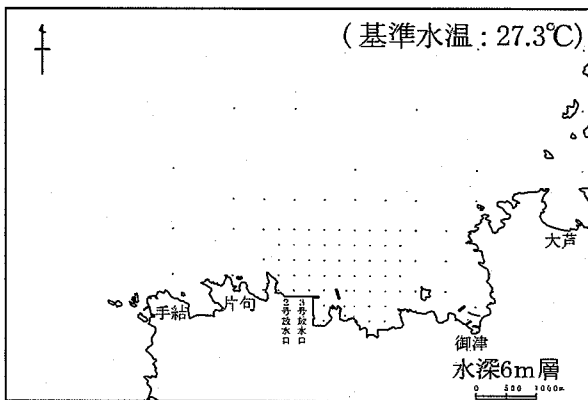 (基準水温：27.3℃)
大芦
手結
片句
2号放水口
3号放水口
御津
水深6m層
0 500 1000m